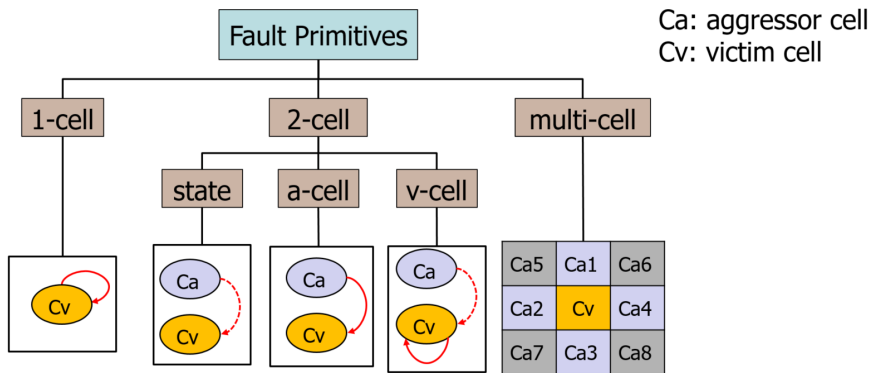 Fault Primitives
Ca: aggressor cell
Cv: victim cell
1-cell
2-cell
multi-cell
state
a-cell
v-cell
Cv
Ca
Cv
Ca
Cv
Ca
Cv
Ca5 Ca1 Ca6
Ca2 Cv Ca4
Ca7 Ca3 Ca8